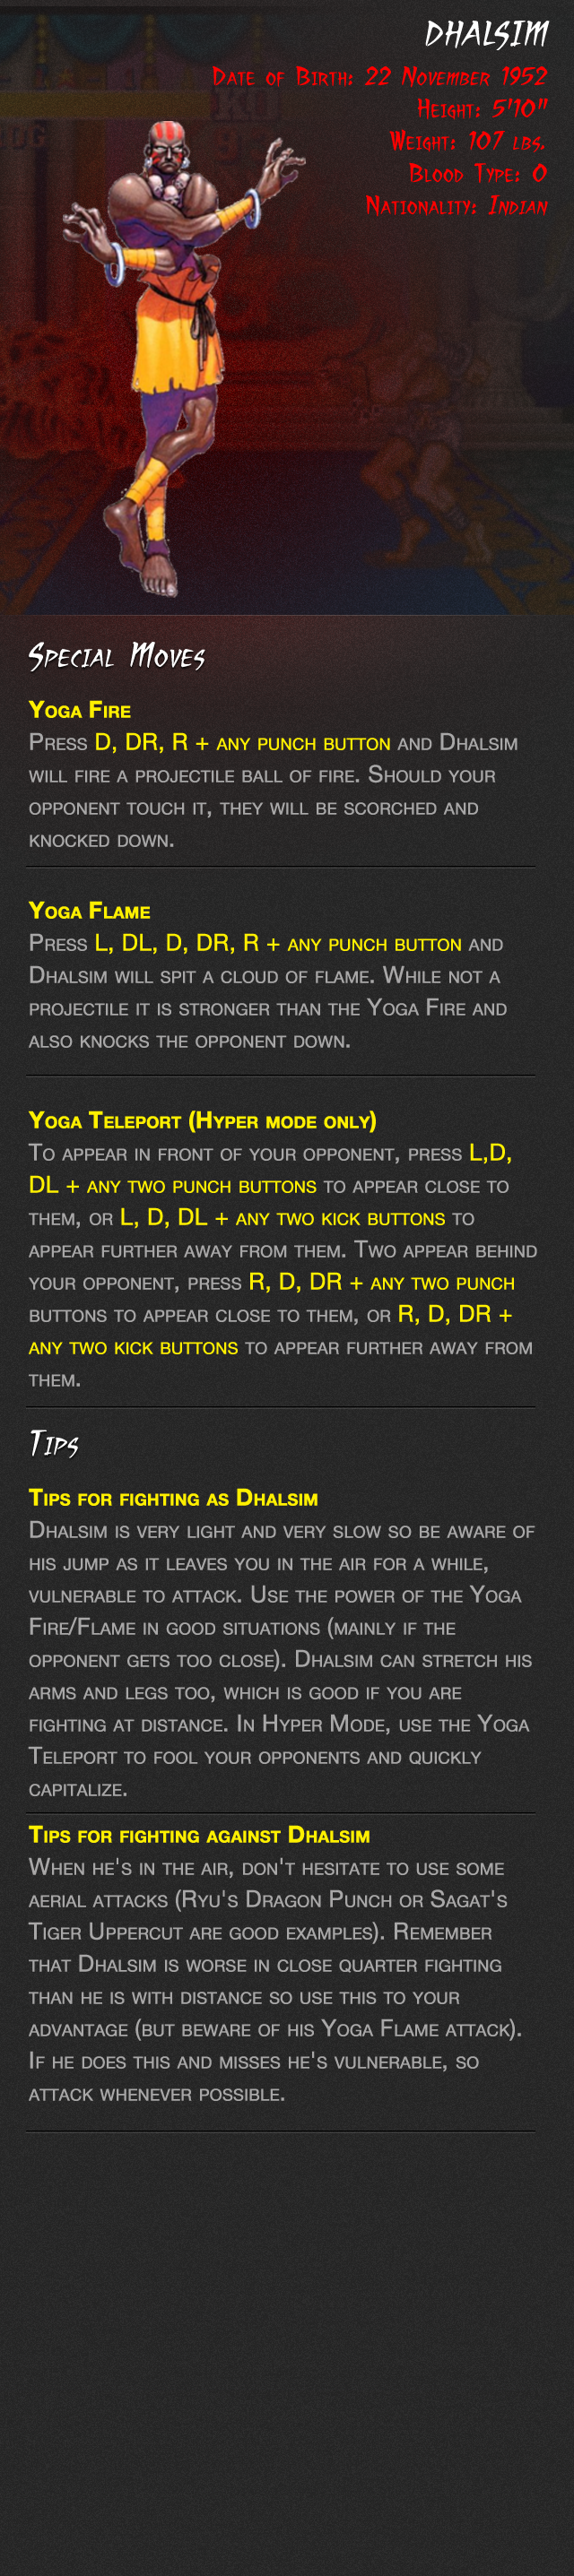 DHALSIM
Date of Birth: 22 November 1952
Height: 5'10"
Weight: 107 lbs.
Blood Type: O
Nationality: Indian
KO
Special Moves
Yoga Fire
Press D, DR, R + any punch button and Dhalsim
will fire a projectile ball of fire. Should your
opponent touch it, they will be scorched and
knocked down.
Yoga Flame
Press L, DL, D, DR, R + any punch button and
Dhalsim will spit a cloud of flame. While not a
projectile it is stronger than the Yoga Fire and
also knocks the opponent down.
Yoga Teleport (Hyper mode only)
To appear in front of your opponent, press L,D,
DL + any two punch buttons to appear close to
them, or L, D, DL + any two kick buttons to
appear further away from them. Two appear behind
your opponent, press R, D, DR + any two punch
buttons to appear close to them, or R, D, DR +
any two kick buttons to appear further away from
them.
Tips
Tips for fighting as Dhalsim
Dhalsim is very light and very slow so be aware of
his jump as it leaves you in the air for a while,
vulnerable to attack. Use the power of the Yoga
Fire/Flame in good situations (mainly if the
opponent gets too close). Dhalsim can stretch his
arms and legs too, which is good if you are
fighting at distance. In Hyper Mode, use the Yoga
Teleport to fool your opponents and quickly
capitalize.
Tips for fighting against Dhalsim
When he's in the air, don't hesitate to use some
aerial attacks (Ryu's Dragon Punch or Sagat's
Tiger Uppercut are good examples). Remember
that Dhalsim is worse in close quarter fighting
than he is with distance so use this to your
advantage (but beware of his Yoga Flame attack).
If he does this and misses he's vulnerable, so
attack whenever possible.